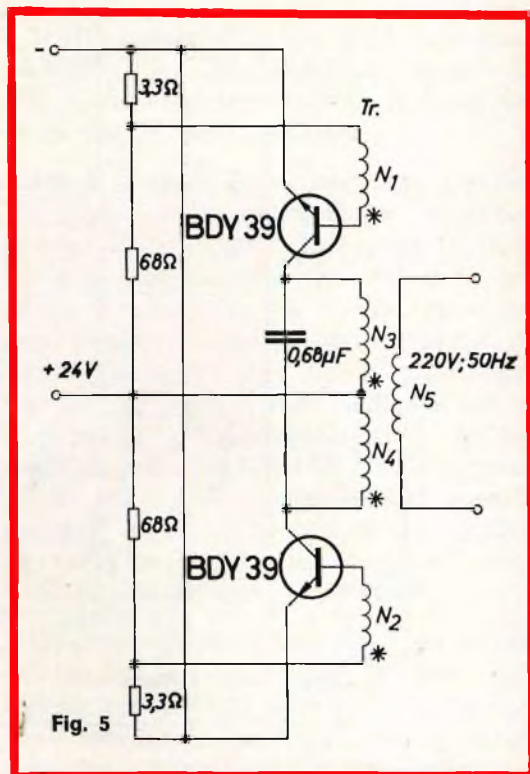 - 
3,3Ω
Tr.
N1
*
BDY 39
68Ω
0,68µF
N3
220V; 50Hz
*
N5
+ 24V
N4
*
68Ω
BDY 39
N2
*
3,3Ω
Fig. 5